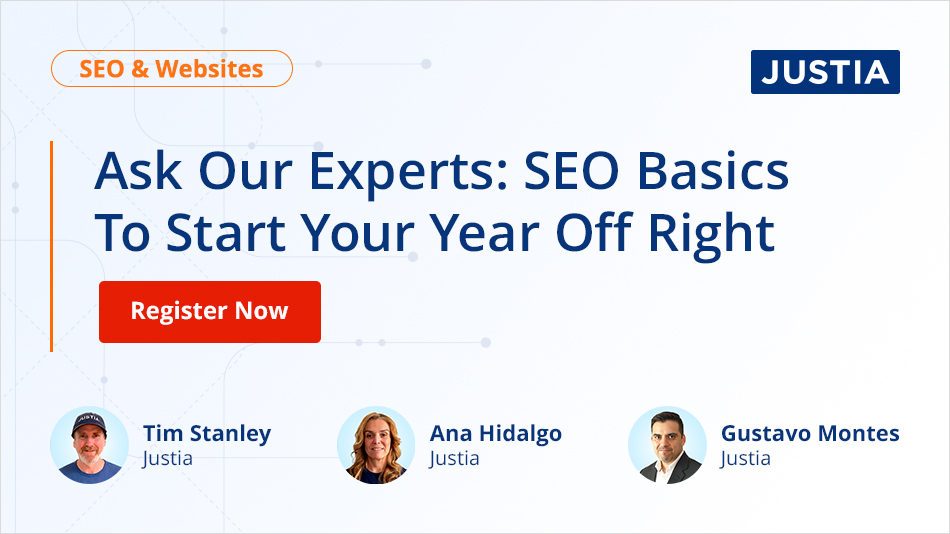 SEO & Websites
JUSTIA
Ask Our Experts: SEO Basics
To Start Your Year Off Right
Register Now
JUSTIA
Tim Stanley
Justia
Ana Hidalgo
Justia
Gustavo Montes
Justia